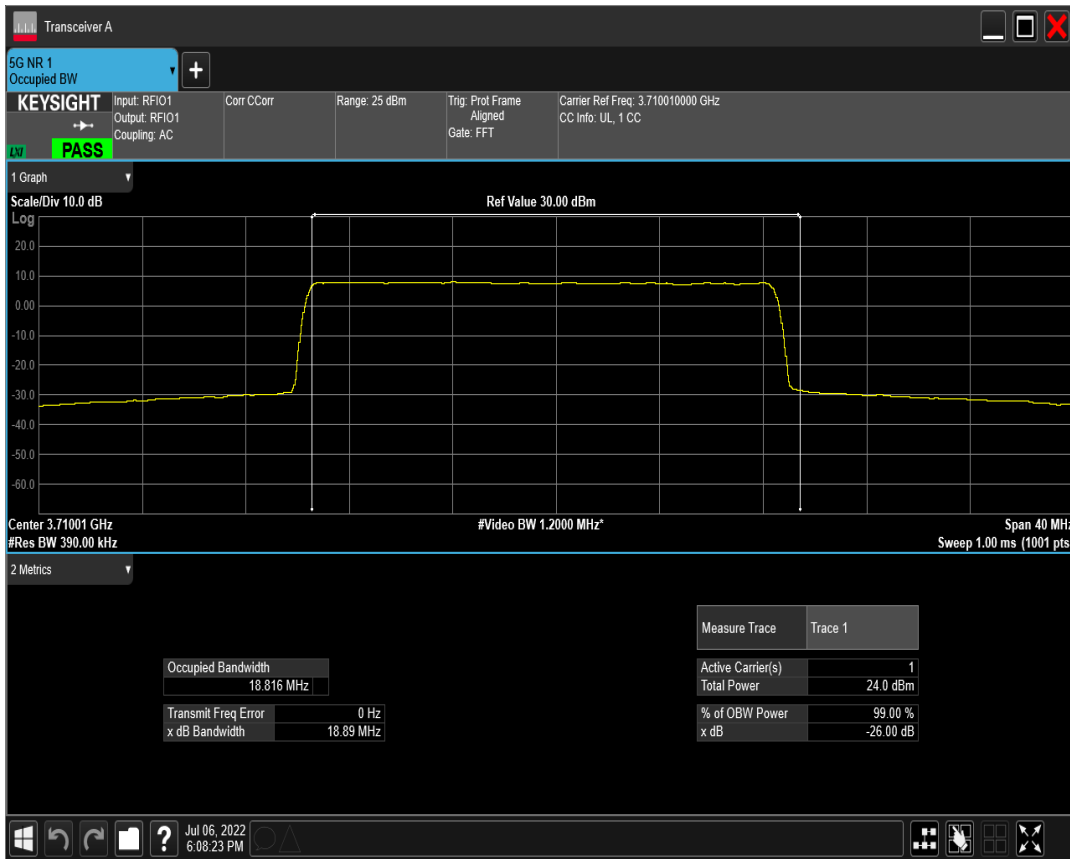 Transceiver A
5G NR 1
Occupied BW
+
KEYSIGHT
LXI
PASS
Input: RFIO1
Output: RFIO1
Coupling: AC
Corr CCorr
Range: 25 dBm
Trig: Prot Frame
Aligned
Gate: FFT
Carrier Ref Freq: 3.710010000 GHz
CC Info: UL, 1 CC
1 Graph
Scale/Div 10.0 dB
Ref Value 30.00 dBm
Log
20.0
10.0
0.00
-10.0
-20.0
-30.0
-40.0
-50.0
-60.0
Center 3.71001 GHz
#Video BW 1.2000 MHz*
Span 40 MHz
#Res BW 390.00 kHz
Sweep 1.00 ms (1001 pts
2 Metrics
Measure Trace Trace 1
Occupied Bandwidth
18.816 MHz
Active Carrier(s) 1
Total Power 24.0 dBm
Transmit Freq Error 0 Hz
x dB Bandwidth 18.89 MHz
% of OBW Power 99.00 %
x dB -26.00 dB
?
Jul 06, 2022
6:08:23 PM